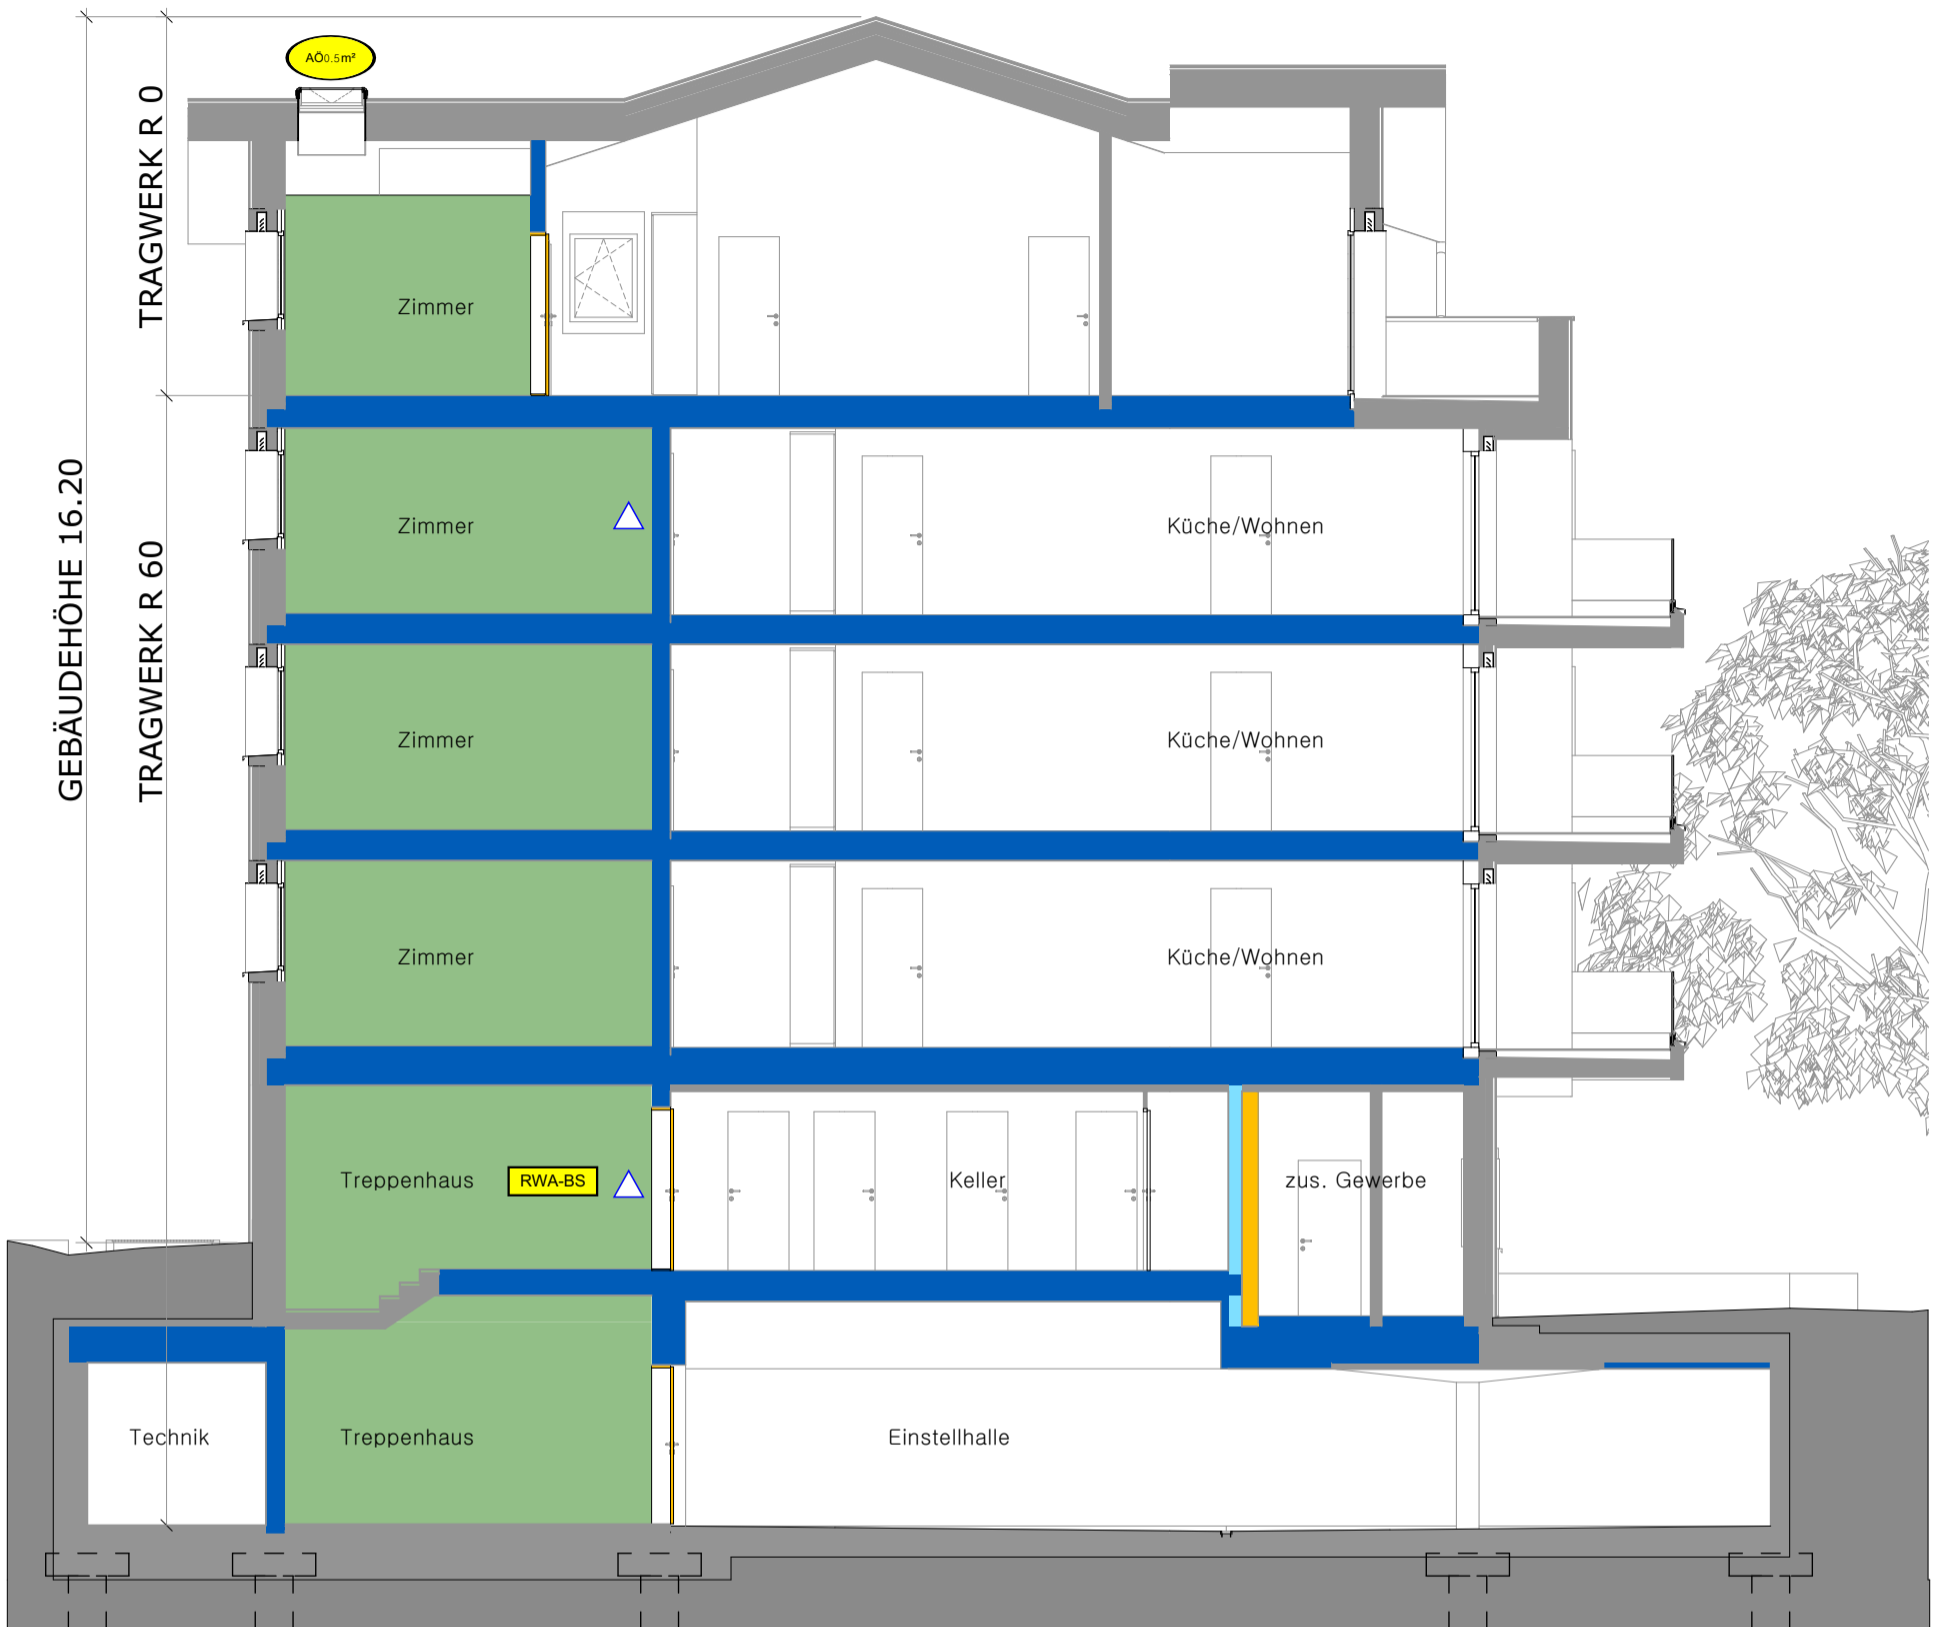 AÖ0.5m²
TRAGWERK R 0
Zimmer
GEBÄUDEHÖHE 16.20
TRAGWERK R 60
Zimmer
Küche/Wohnen
Zimmer
Küche/Wohnen
Zimmer
Küche/Wohnen
Treppenhaus
RWA-BS
Keller
zus. Gewerbe
Technik
Treppenhaus
Einstellhalle